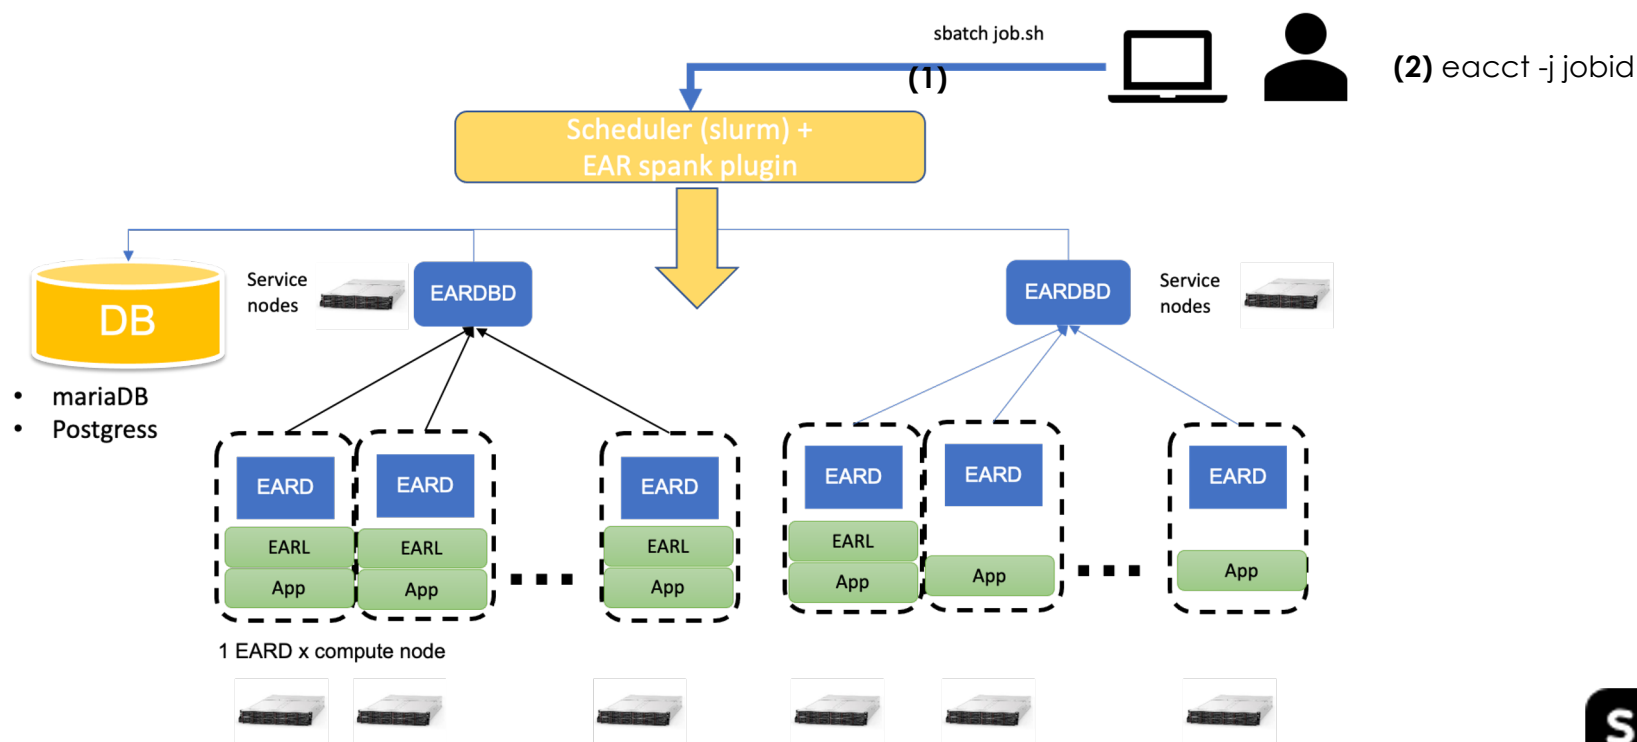 sbatch job.sh
(1)
(2) eacct -j jobid
Scheduler (slurm) +
EAR spank plugin
DB
Service
nodes
EARDBD
EARDBD
Service
nodes
• mariaDB
• Postgress
EARD
EARD
EARD
EARD
EARD
EARD
EARL
EARL
EARL
EARL
App
App
App
App
App
App
1 EARD x compute node
S